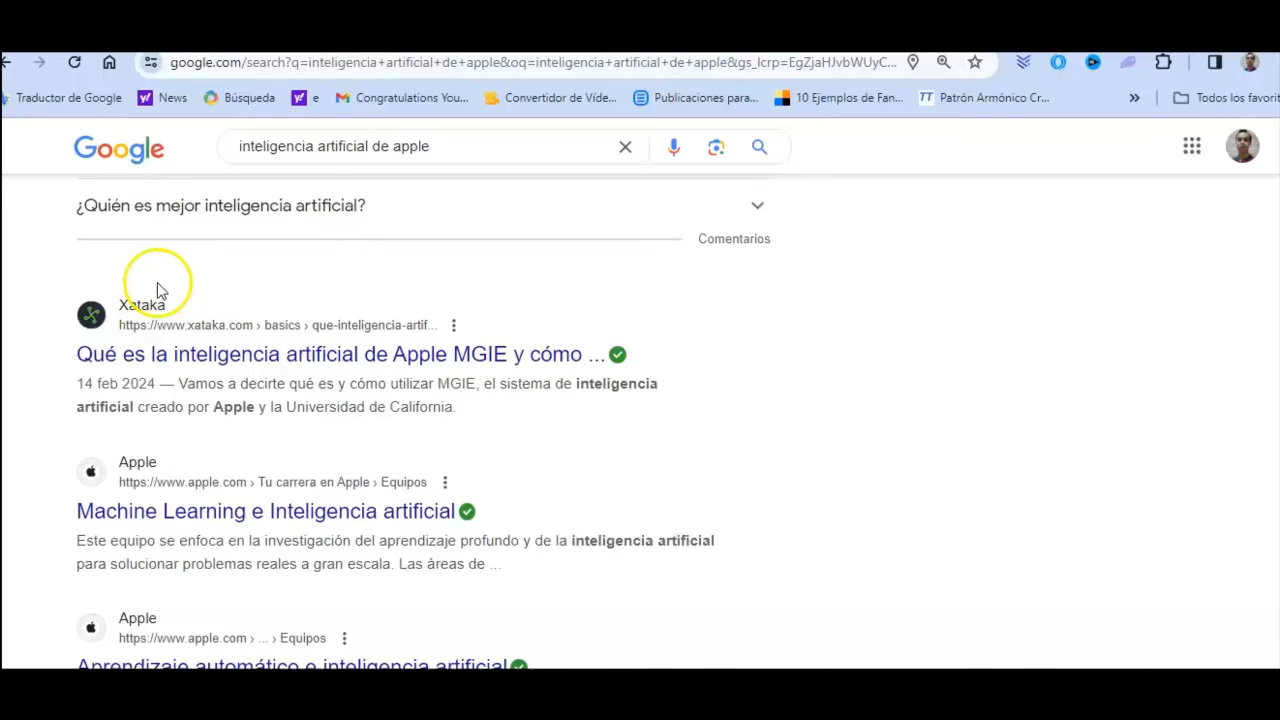 google.com/search?q=inteligencia+artificial+de+apple&oq=inteligencia+artificial+de+apple&gs_lcrp=EgZjaHJvbWUyC...
Traductor de Google News Búsqueda e Congratulations You... Convertidor de Víde... Publicaciones para... 10 Ejemplos de Fan... TT Patrón Armónico Cr... » Todos los favorit
Google inteligencia artificial de apple
¿Quién es mejor inteligencia artificial?
Comentarios
Xataka
https://www.xataka.com › basics › que-inteligencia-artif...
Qué es la inteligencia artificial de Apple MGIE y cómo ...
14 feb 2024 — Vamos a decirte qué es y cómo utilizar MGIE, el sistema de inteligencia
artificial creado por Apple y la Universidad de California.
Apple
https://www.apple.com › Tu carrera en Apple › Equipos
Machine Learning e Inteligencia artificial
Este equipo se enfoca en la investigación del aprendizaje profundo y de la inteligencia artificial
para solucionar problemas reales a gran escala. Las áreas de ...
Apple
https://www.apple.com › ... › Equipos
Aprendizaje automático e inteligencia artificial